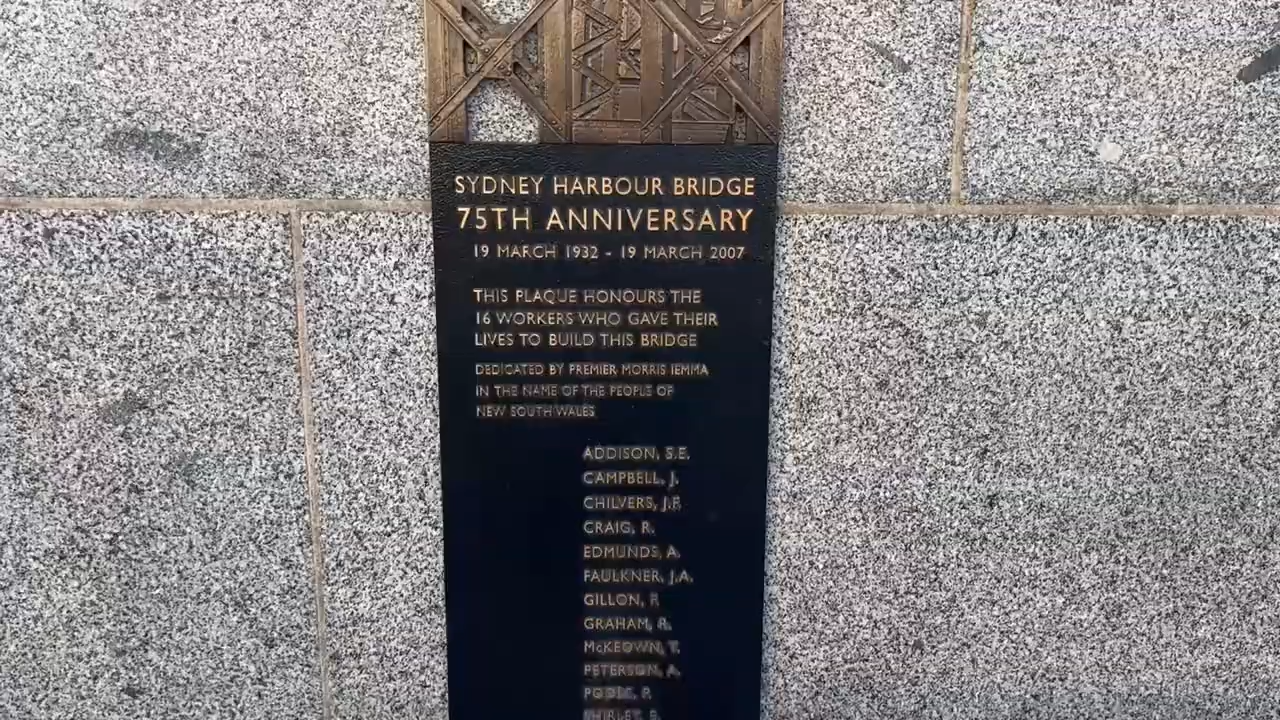 SYDNEY HARBOUR BRIDGE
75TH ANNIVERSARY
19 MARCH 1932 - 19 MARCH 2007
THIS PLAQUE HONOURS THE
16 WORKERS WHO GAVE THEIR
LIVES TO BUILD THIS BRIDGE
DEDICATED BY PREMIER MORRIS IEMMA
IN THE NAME OF THE PEOPLE OF
NEW SOUTH WALES
ADDISON, S.E.
CAMPBELL, J.
CHILVERS, J.F.
CRAIG, R.
EDMUNDS, A.
FAULKNER, J.A.
GILLON, F.
GRAHAM, R.
McKEOWN, T.
PETERSON, A.
POOLE, P.
SHIRLEY, E.